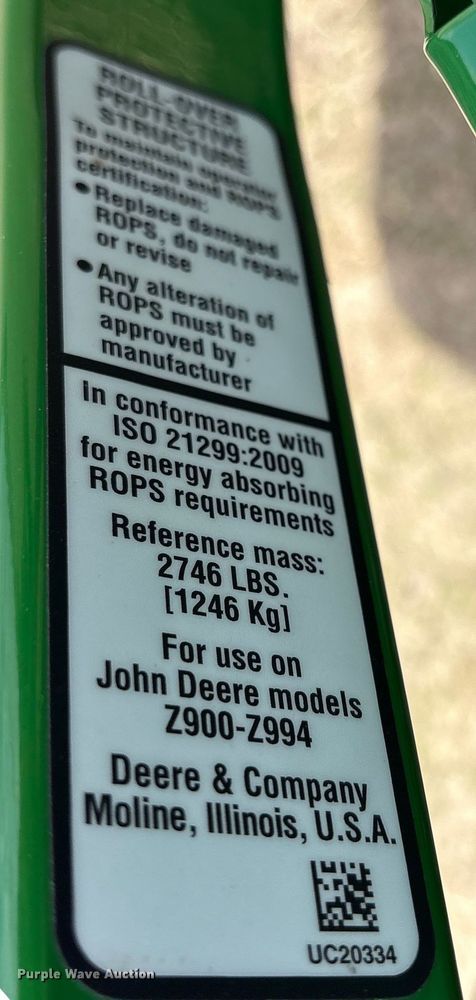 ROLL-OVER
PROTECTIVE
STRUCTURE
To maintain operator
protection and ROPS
certification:
● Replace damaged
ROPS, do not repair
or revise
● Any alteration of
ROPS must be
approved by
manufacturer
In conformance with
ISO 21299:2009
for energy absorbing
ROPS requirements
Reference mass:
2746 LBS.
[1246 Kg]
For use on
John Deere models
Z900-Z994
Deere & Company
Moline, Illinois, U.S.A.
UC20334
Purple Wave Auction